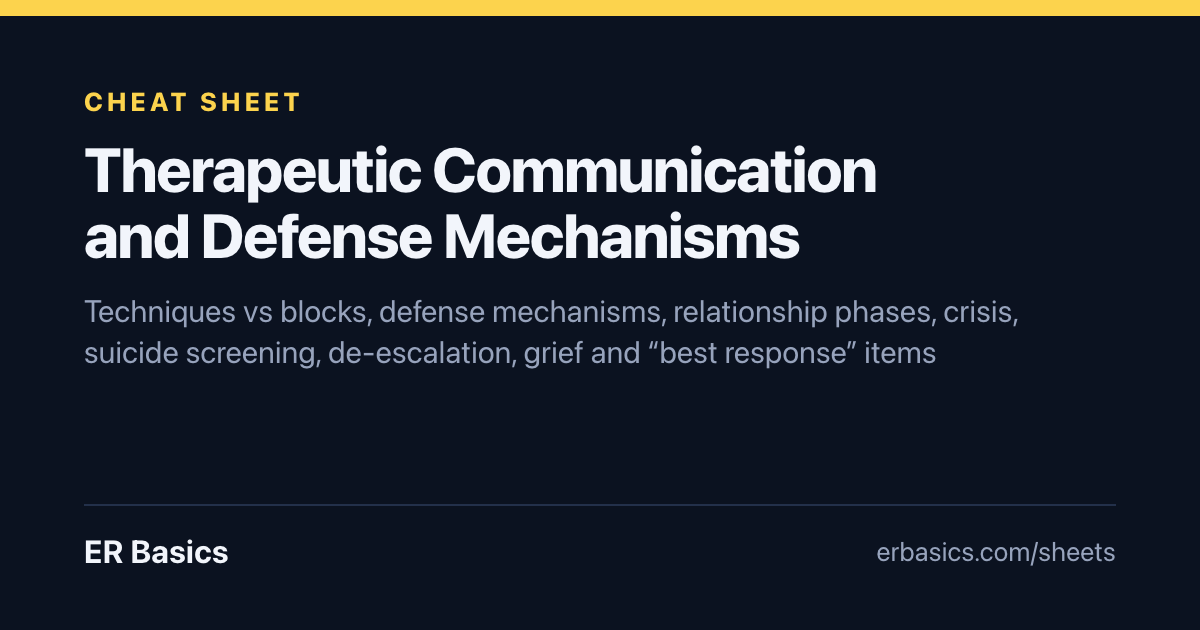 CHEAT SHEET
Therapeutic Communication
and Defense Mechanisms
Techniques vs blocks, defense mechanisms, relationship phases, crisis,
suicide screening, de-escalation, grief and “best response” items
ER Basics
erbasics.com/sheets